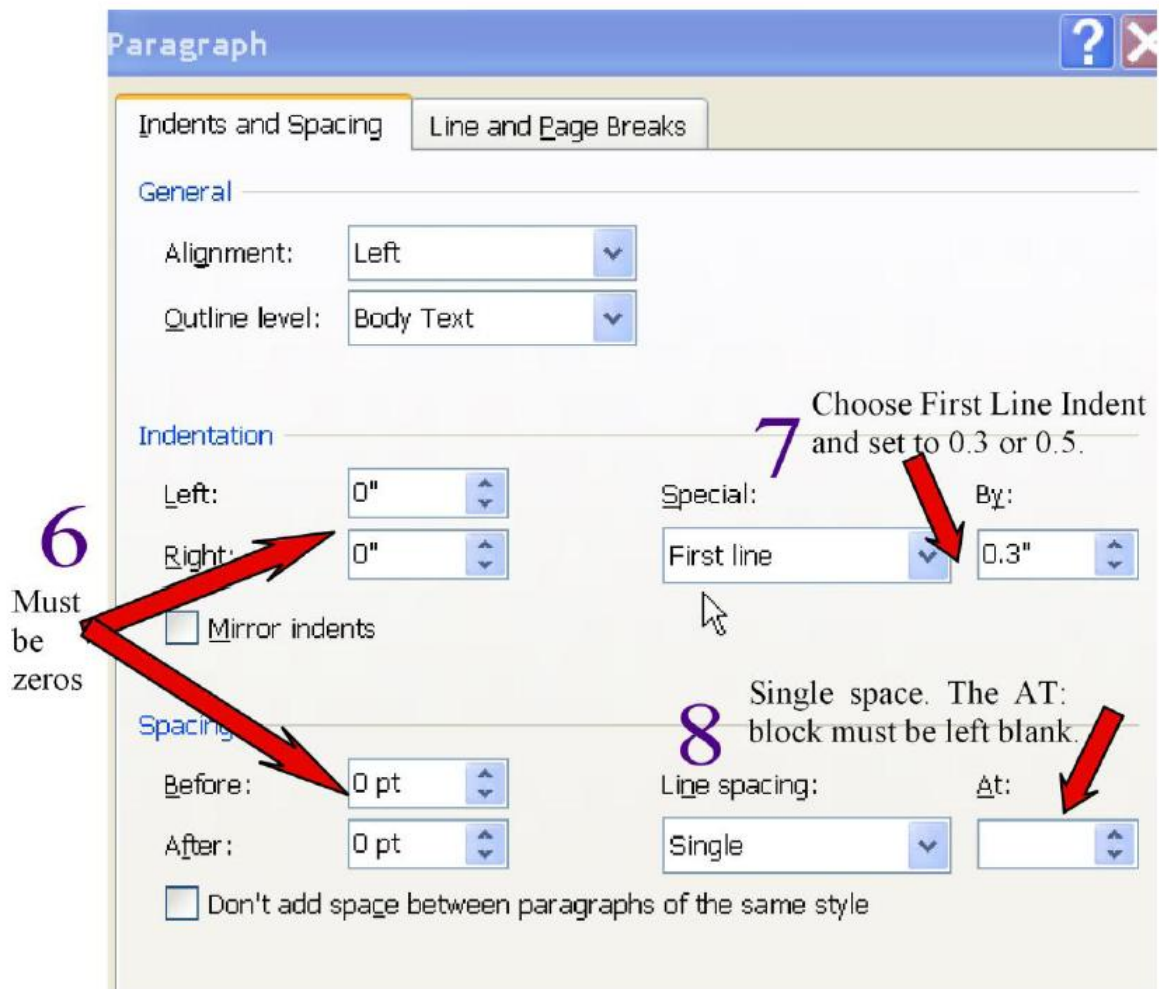 Paragraph ?
Indents and Spacing Line and Page Breaks
General
Alignment: Left
Outline level: Body Text
7 Choose First Line Indent
and set to 0.3 or 0.5.
Indentation
Left: 0" Special: By:
6 Right: 0" First line 0.3"
Must
be
zeros
Mirror indents
8 Single space. The AT:
block must be left blank.
Spacing
Before: 0 pt Line spacing: At:
After: 0 pt Single
Don't add space between paragraphs of the same style